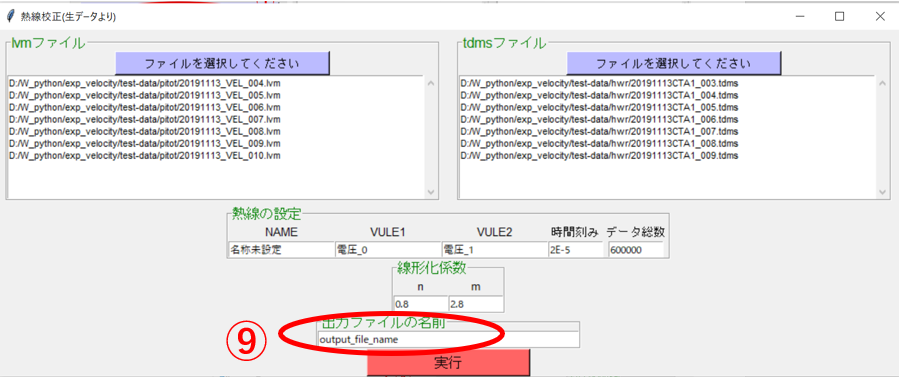 熱線校正(生データより)
lvmファイル
ファイルを選択してください
D:/W_python/exp_velocity/test-data/pitot/20191113_VEL_004.lvm
D:/W_python/exp_velocity/test-data/pitot/20191113_VEL_005.lvm
D:/W_python/exp_velocity/test-data/pitot/20191113_VEL_006.lvm
D:/W_python/exp_velocity/test-data/pitot/20191113_VEL_007.lvm
D:/W_python/exp_velocity/test-data/pitot/20191113_VEL_008.lvm
D:/W_python/exp_velocity/test-data/pitot/20191113_VEL_009.lvm
D:/W_python/exp_velocity/test-data/pitot/20191113_VEL_010.lvm
tdmsファイル
ファイルを選択してください
D:/W_python/exp_velocity/test-data/hwr/20191113CTA1_003.tdms
D:/W_python/exp_velocity/test-data/hwr/20191113CTA1_004.tdms
D:/W_python/exp_velocity/test-data/hwr/20191113CTA1_005.tdms
D:/W_python/exp_velocity/test-data/hwr/20191113CTA1_006.tdms
D:/W_python/exp_velocity/test-data/hwr/20191113CTA1_007.tdms
D:/W_python/exp_velocity/test-data/hwr/20191113CTA1_008.tdms
D:/W_python/exp_velocity/test-data/hwr/20191113CTA1_009.tdms
熱線の設定
NAME VULE1 VULE2 時間刻み データ総数
名称未設定 電圧_0 電圧_1 2E-5 600000
線形化係数
n m
0.8 2.8
⑨
出力ファイルの名前
output_file_name
実行